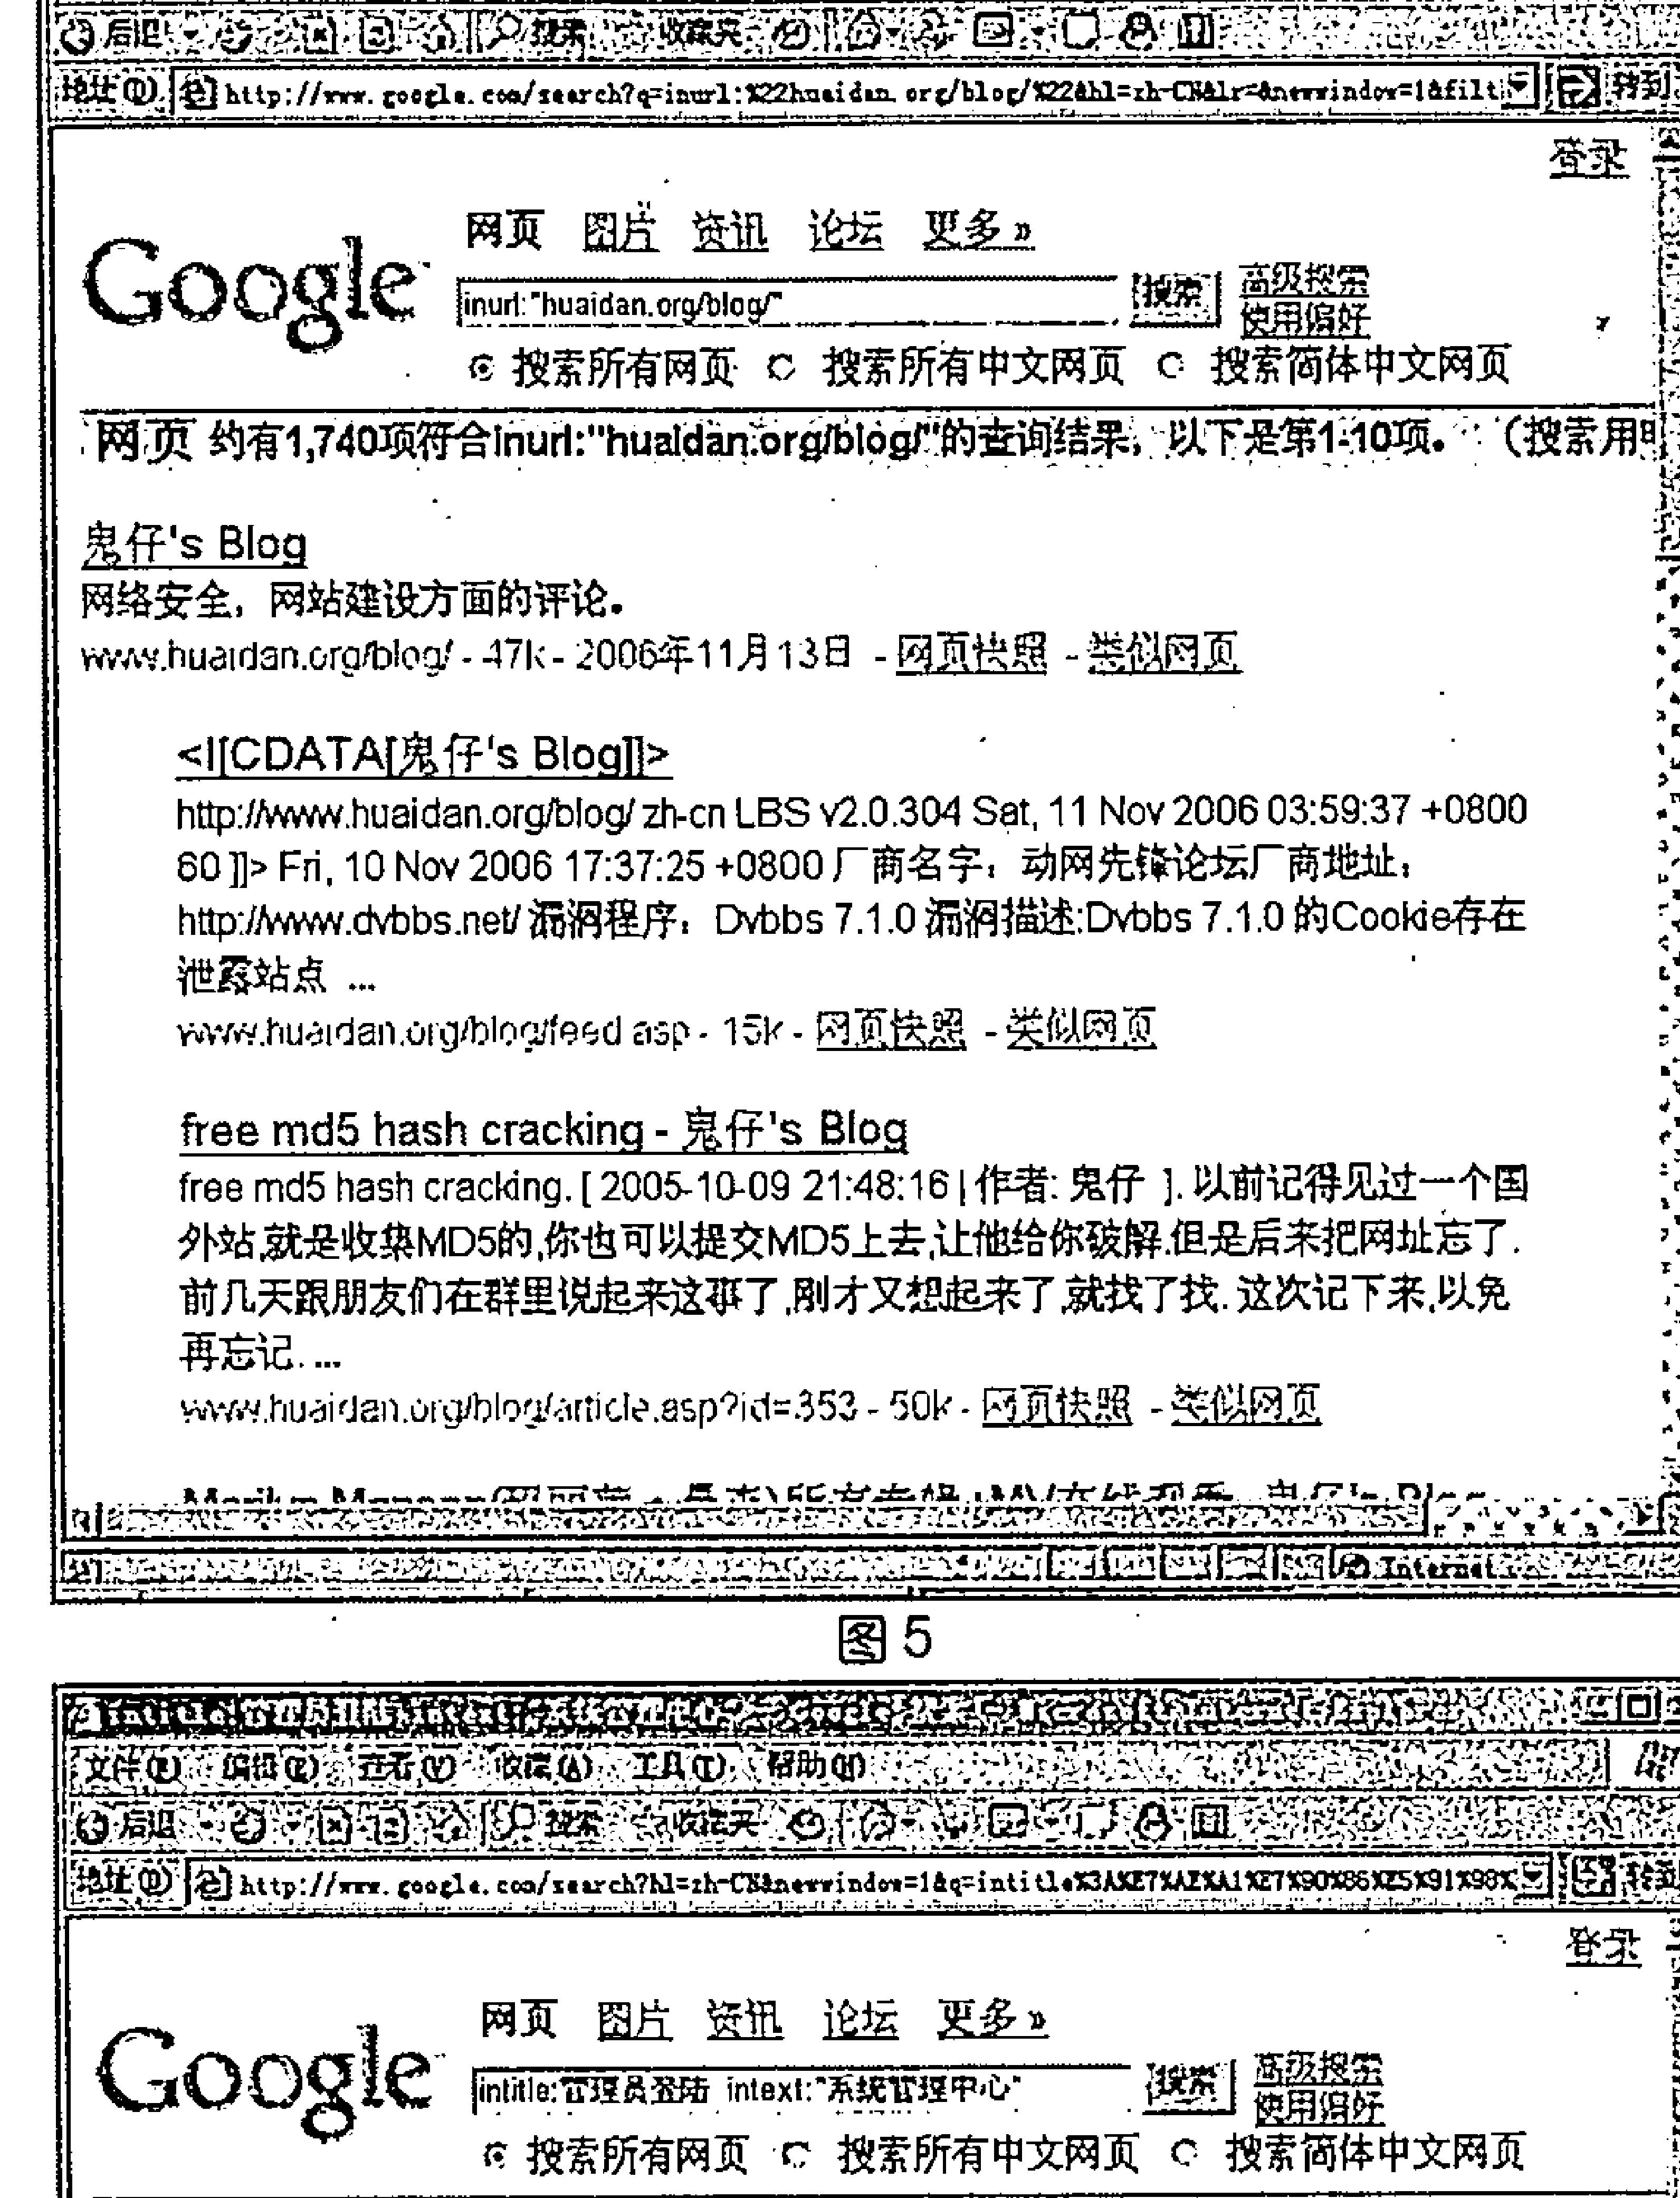 后退 搜索 收藏夹
地址(D) http://www.google.com/search?q=inurl:%22huaidan.org/blog/%22&hl=zh-CN&lr=&newwindow=1&filt 转到
登录
网页 图片 资讯 论坛 更多 »
Google
inurl:"huaidan.org/blog/" 搜索 高级搜索
使用偏好
搜索所有网页 搜索所有中文网页 搜索简体中文网页
网页 约有1,740项符合inurl:"huaidan.org/blog/"的查询结果，以下是第1-10项。 （搜索用
鬼仔's Blog
网络安全，网站建设方面的评论。
www.huaidan.org/blog/ - 47k - 2006年11月13日 - 网页快照 - 类似网页
<![CDATA[鬼仔's Blog]]>
http://www.huaidan.org/blog/ zh-cn LBS v2.0.304 Sat, 11 Nov 2006 03:59:37 +0800
60 ]]> Fri, 10 Nov 2006 17:37:25 +0800 厂商名字：动网先锋论坛厂商地址：
http://www.dvbbs.net/ 漏洞程序：Dvbbs 7.1.0 漏洞描述:Dvbbs 7.1.0 的Cookie存在
泄露站点 ...
www.huaidan.org/blog/feed.asp - 15k - 网页快照 - 类似网页
free md5 hash cracking - 鬼仔's Blog
free md5 hash cracking. [ 2005-10-09 21:48:16 | 作者: 鬼仔 ]. 以前记得见过一个国
外站,就是收集MD5的,你也可以提交MD5上去,让他给你破解.但是后来把网址忘了.
前几天跟朋友们在群里说起来这事了,刚才又想起来了,就找了找. 这次记下来,以免
再忘记. ...
www.huaidan.org/blog/article.asp?id=353 - 50k - 网页快照 - 类似网页
Internet
图 5
文件(F) 编辑(E) 查看(V) 收藏(A) 工具(T) 帮助(H)
后退 搜索 收藏夹
地址(D) http://www.google.com/search?hl=zh-CN&newwindow=1&q=intitle%3A%E7%AE%A1%E7%90%86%E5%91%98% 转到
登录
网页 图片 资讯 论坛 更多 »
Google
intitle:管理员登陆 intext:"系统管理中心" 搜索 高级搜索
使用偏好
搜索所有网页 搜索所有中文网页 搜索简体中文网页